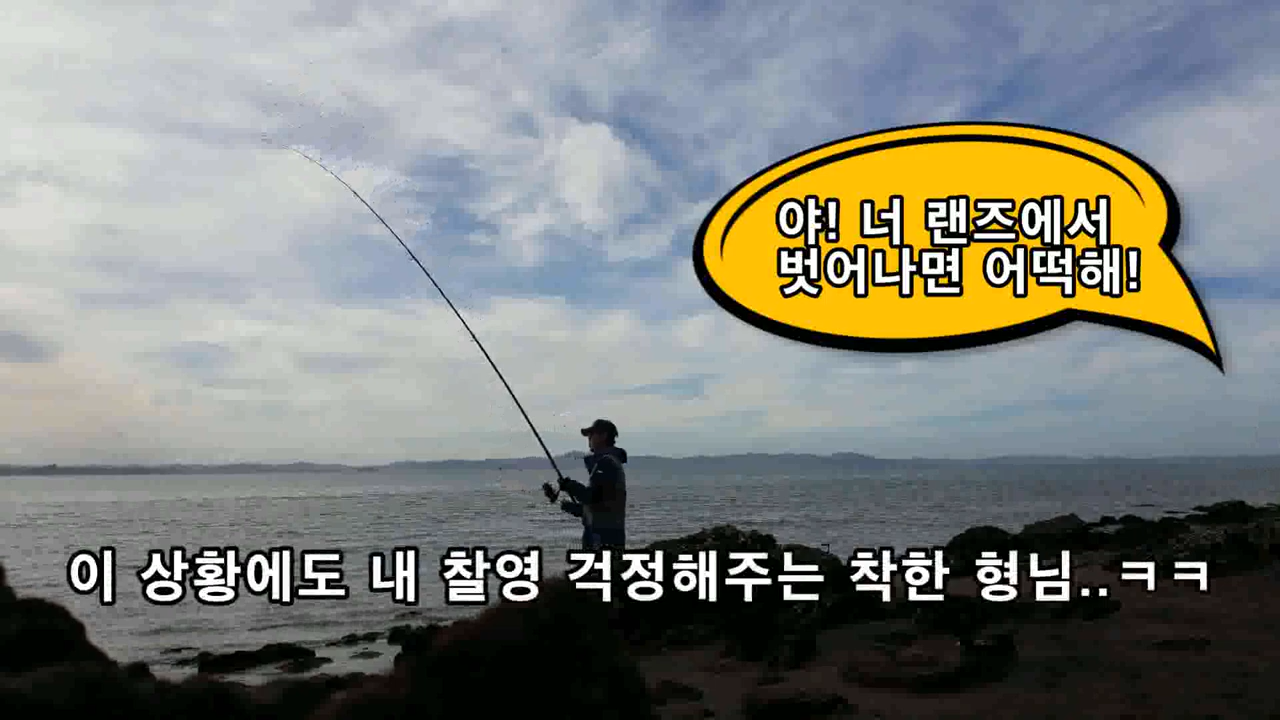 야! 너 랜즈에서
벗어나면 어떡해!
이 상황에도 내 찰영 걱정해주는 착한 형님..ㅋㅋ